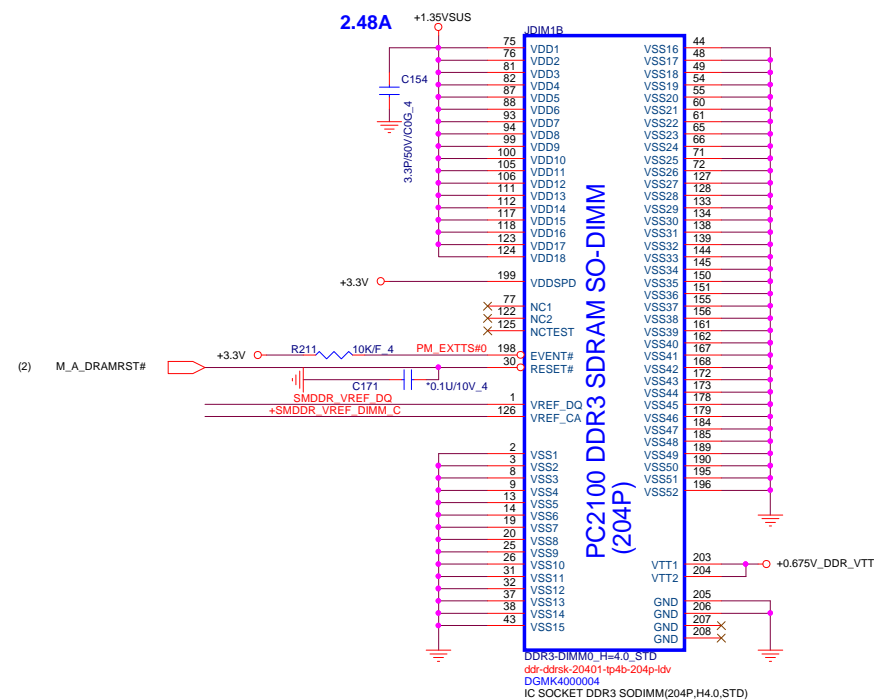 2.48A
+1.35VSUS
JDIM1B
75 VDD1
76 VDD2
81 VDD3
82 VDD4
87 VDD5
88 VDD6
93 VDD7
94 VDD8
99 VDD9
100 VDD10
105 VDD11
106 VDD12
111 VDD13
112 VDD14
117 VDD15
118 VDD16
123 VDD17
124 VDD18
C154
3.3P/50V/C0G_4
+3.3V
199 VDDSPD
77 NC1
122 NC2
125 NCTEST
+3.3V
R211
10K/F_4
PM_EXTTS#0
198 EVENT#
30 RESET#
(2) M_A_DRAMRST#
C171
*0.1U/10V_4
SMDDR_VREF_DQ
1 VREF_DQ
+SMDDR_VREF_DIMM_C
126 VREF_CA
2 VSS1
3 VSS2
8 VSS3
9 VSS4
13 VSS5
14 VSS6
19 VSS7
20 VSS8
25 VSS9
26 VSS10
31 VSS11
32 VSS12
37 VSS13
38 VSS14
43 VSS15
PC2100 DDR3 SDRAM SO-DIMM
(204P)
VSS16 44
VSS17 48
VSS18 49
VSS19 54
VSS20 55
VSS21 60
VSS22 61
VSS23 65
VSS24 66
VSS25 71
VSS26 72
VSS27 127
VSS28 128
VSS29 133
VSS30 134
VSS31 138
VSS32 139
VSS33 144
VSS34 145
VSS35 150
VSS36 151
VSS37 155
VSS38 156
VSS39 161
VSS40 162
VSS41 167
VSS42 168
VSS43 172
VSS44 173
VSS45 178
VSS46 179
VSS47 184
VSS48 185
VSS49 189
VSS50 190
VSS51 195
VSS52 196
VTT1 203
VTT2 204
+0.675V_DDR_VTT
GND 205
GND 206
GND 207
GND 208
DDR3-DIMM0_H=4.0_STD
ddr-ddrsk-20401-tp4b-204p-ldv
DGMK4000004
IC SOCKET DDR3 SODIMM(204P,H4.0,STD)